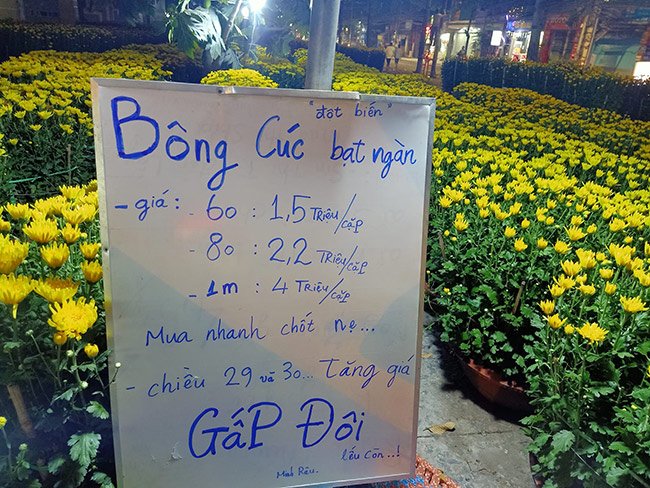 "đột biến"
Bông Cúc bạt ngàn
- giá : - 60 : 1,5 Triệu/cặp
- 80 : 2,2 Triệu/cặp
- 1m : 4 Triệu/cặp
Mua nhanh chốt nẹ...
- chiều 29 và 30... Tăng giá
GấP Đôi
lếu Còn..!